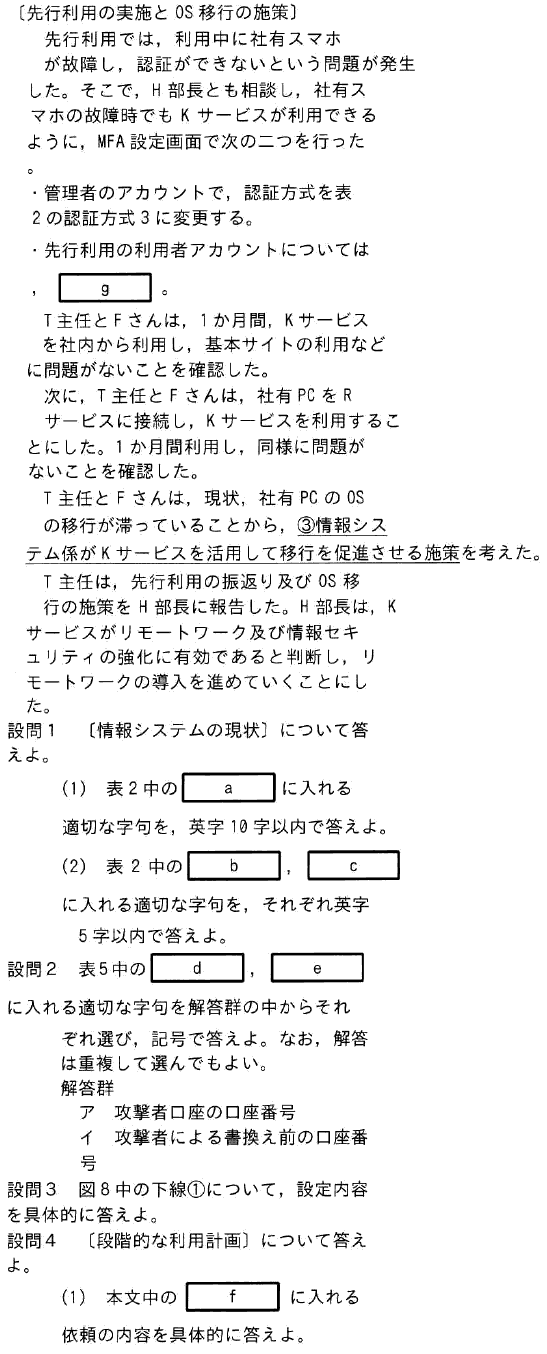 〔先行利用の実施と OS 移行の施策〕
先行利用では，利用中に社有スマホ
が故障し，認証ができないという問題が発生
した。そこで，H 部長とも相談し，社有ス
マホの故障時でも K サービスが利用できる
ように，MFA 設定画面で次の二つを行った
。
・管理者のアカウントで，認証方式を表
2 の認証方式 3 に変更する。
・先行利用の利用者アカウントについては
， g 。
T 主任と F さんは，1 か月間，K サービス
を社内から利用し，基本サイトの利用など
に問題がないことを確認した。
次に，T 主任と F さんは，社有 PC を R
サービスに接続し，K サービスを利用するこ
とにした。1 か月間利用し，同様に問題が
ないことを確認した。
T 主任と F さんは，現状，社有 PC の OS
の移行が滞っていることから，③情報シス
テム係が K サービスを活用して移行を促進させる施策を考えた。
T 主任は，先行利用の振返り及び OS 移
行の施策を H 部長に報告した。H 部長は，K
サービスがリモートワーク及び情報セキ
ュリティの強化に有効であると判断し，リ
モートワークの導入を進めていくことにし
た。
設問 1 〔情報システムの現状〕について答
えよ。
(1) 表 2 中の a に入れる
適切な字句を，英字 10 字以内で答えよ。
(2) 表 2 中の b ， c
に入れる適切な字句を，それぞれ英字
5 字以内で答えよ。
設問 2 表 5 中の d ， e
に入れる適切な字句を解答群の中からそれ
ぞれ選び，記号で答えよ。なお，解答
は重複して選んでもよい。
解答群
ア 攻撃者口座の口座番号
イ 攻撃者による書換え前の口座番
号
設問 3 図 8 中の下線①について，設定内容
を具体的に答えよ。
設問 4 〔段階的な利用計画〕について答え
よ。
(1) 本文中の f に入れる
依頼の内容を具体的に答えよ。